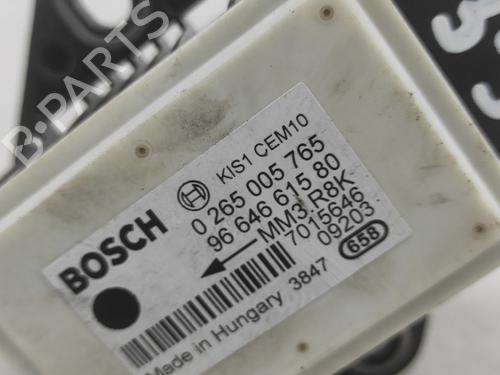 B-PARTS
BOSCH
KIS1 CEM10
0 265 005 765
96 646 615 80
MM3.R8K
7015646
09203
658
Made in Hungary 3847